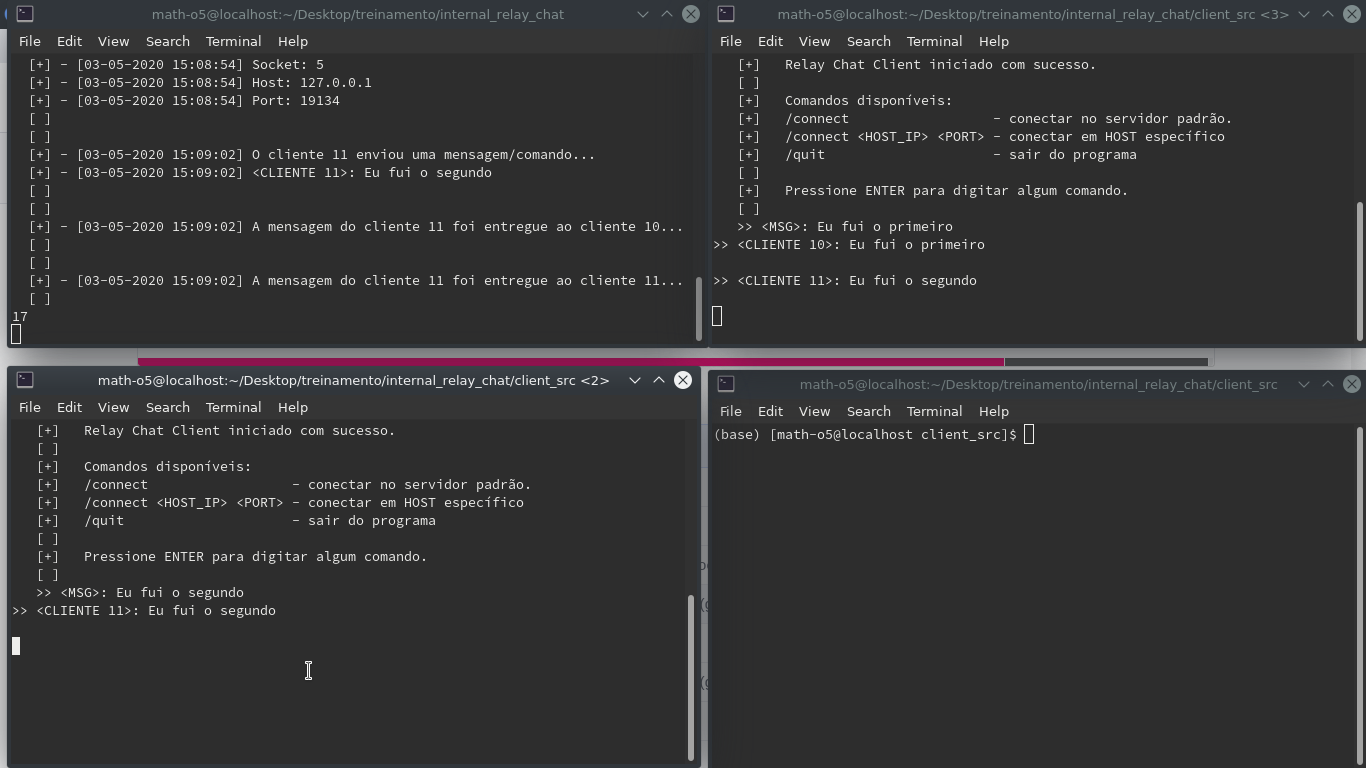 math-o5@localhost:~/Desktop/treinamento/internal_relay_chat
File Edit View Search Terminal Help
[+] - [03-05-2020 15:08:54] Socket: 5
[+] - [03-05-2020 15:08:54] Host: 127.0.0.1
[+] - [03-05-2020 15:08:54] Port: 19134
[ ]
[ ]
[+] - [03-05-2020 15:09:02] O cliente 11 enviou uma mensagem/comando...
[+] - [03-05-2020 15:09:02] <CLIENTE 11>: Eu fui o segundo
[ ]
[ ]
[+] - [03-05-2020 15:09:02] A mensagem do cliente 11 foi entregue ao cliente 10...
[ ]
[ ]
[+] - [03-05-2020 15:09:02] A mensagem do cliente 11 foi entregue ao cliente 11...
[ ]
17
math-o5@localhost:~/Desktop/treinamento/internal_relay_chat/client_src <3>
File Edit View Search Terminal Help
[+] Relay Chat Client iniciado com sucesso.
[ ]
[+] Comandos disponíveis:
[+] /connect - conectar no servidor padrão.
[+] /connect <HOST_IP> <PORT> - conectar em HOST específico
[+] /quit - sair do programa
[ ]
[+] Pressione ENTER para digitar algum comando.
[ ]
>> <MSG>: Eu fui o primeiro
>> <CLIENTE 10>: Eu fui o primeiro
>> <CLIENTE 11>: Eu fui o segundo
math-o5@localhost:~/Desktop/treinamento/internal_relay_chat/client_src <2>
File Edit View Search Terminal Help
[+] Relay Chat Client iniciado com sucesso.
[ ]
[+] Comandos disponíveis:
[+] /connect - conectar no servidor padrão.
[+] /connect <HOST_IP> <PORT> - conectar em HOST específico
[+] /quit - sair do programa
[ ]
[+] Pressione ENTER para digitar algum comando.
[ ]
>> <MSG>: Eu fui o segundo
>> <CLIENTE 11>: Eu fui o segundo
math-o5@localhost:~/Desktop/treinamento/internal_relay_chat/client_src
File Edit View Search Terminal Help
(base) [math-o5@localhost client_src]$